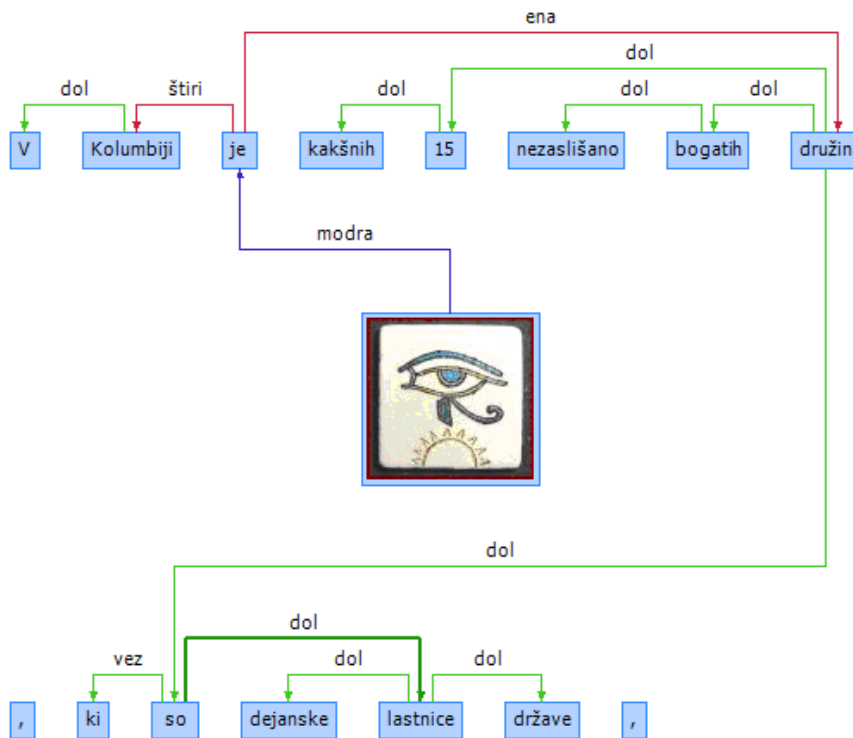 ena
dol
dol štiri dol dol dol
V Kolumbiji je kakšnih 15 nezaslišano bogatih družin
modra
dol
dol
vez dol dol
, ki so dejanske lastnice države ,